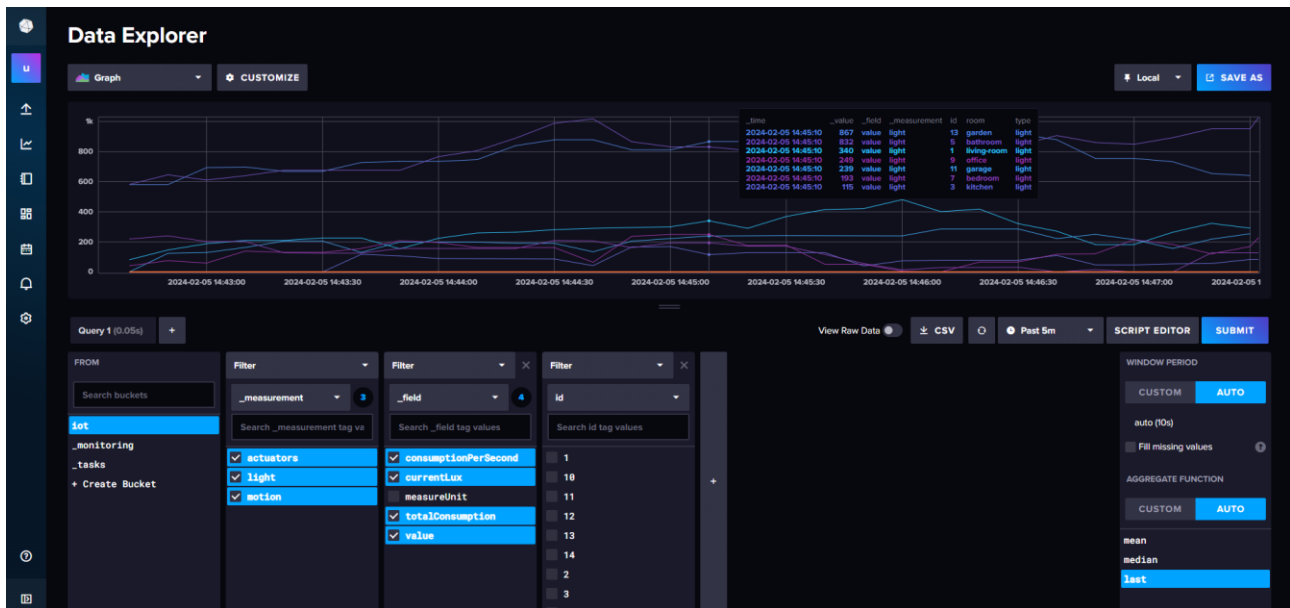 Data Explorer
u
Graph
CUSTOMIZE
Local
SAVE AS
_time _value _field _measurement id room type
2024-02-05 14:45:10 867 value light 13 garden light
2024-02-05 14:45:10 832 value light 5 bathroom light
2024-02-05 14:45:10 340 value light 1 living-room light
2024-02-05 14:45:10 249 value light 9 office light
2024-02-05 14:45:10 239 value light 11 garage light
2024-02-05 14:45:10 193 value light 7 bedroom light
2024-02-05 14:45:10 115 value light 3 kitchen light
1k
800
600
400
200
0
2024-02-05 14:43:00 2024-02-05 14:43:30 2024-02-05 14:44:00 2024-02-05 14:44:30 2024-02-05 14:45:00 2024-02-05 14:45:30 2024-02-05 14:46:00 2024-02-05 14:46:30 2024-02-05 14:47:00 2024-02-05 1
Query 1 (0.05s)
+
View Raw Data
CSV
Past 5m
SCRIPT EDITOR
SUBMIT
FROM
Search buckets
iot
_monitoring
_tasks
+ Create Bucket
Filter
_measurement 3
Search _measurement tag va
actuators
light
motion
Filter ×
_field 4
Search _field tag values
consumptionPerSecond
currentLux
measureUnit
totalConsumption
value
Filter ×
id
Search id tag values
1
10
11
12
13
14
2
3
+
WINDOW PERIOD
CUSTOM AUTO
auto (10s)
Fill missing values ?
AGGREGATE FUNCTION
CUSTOM AUTO
mean
median
last